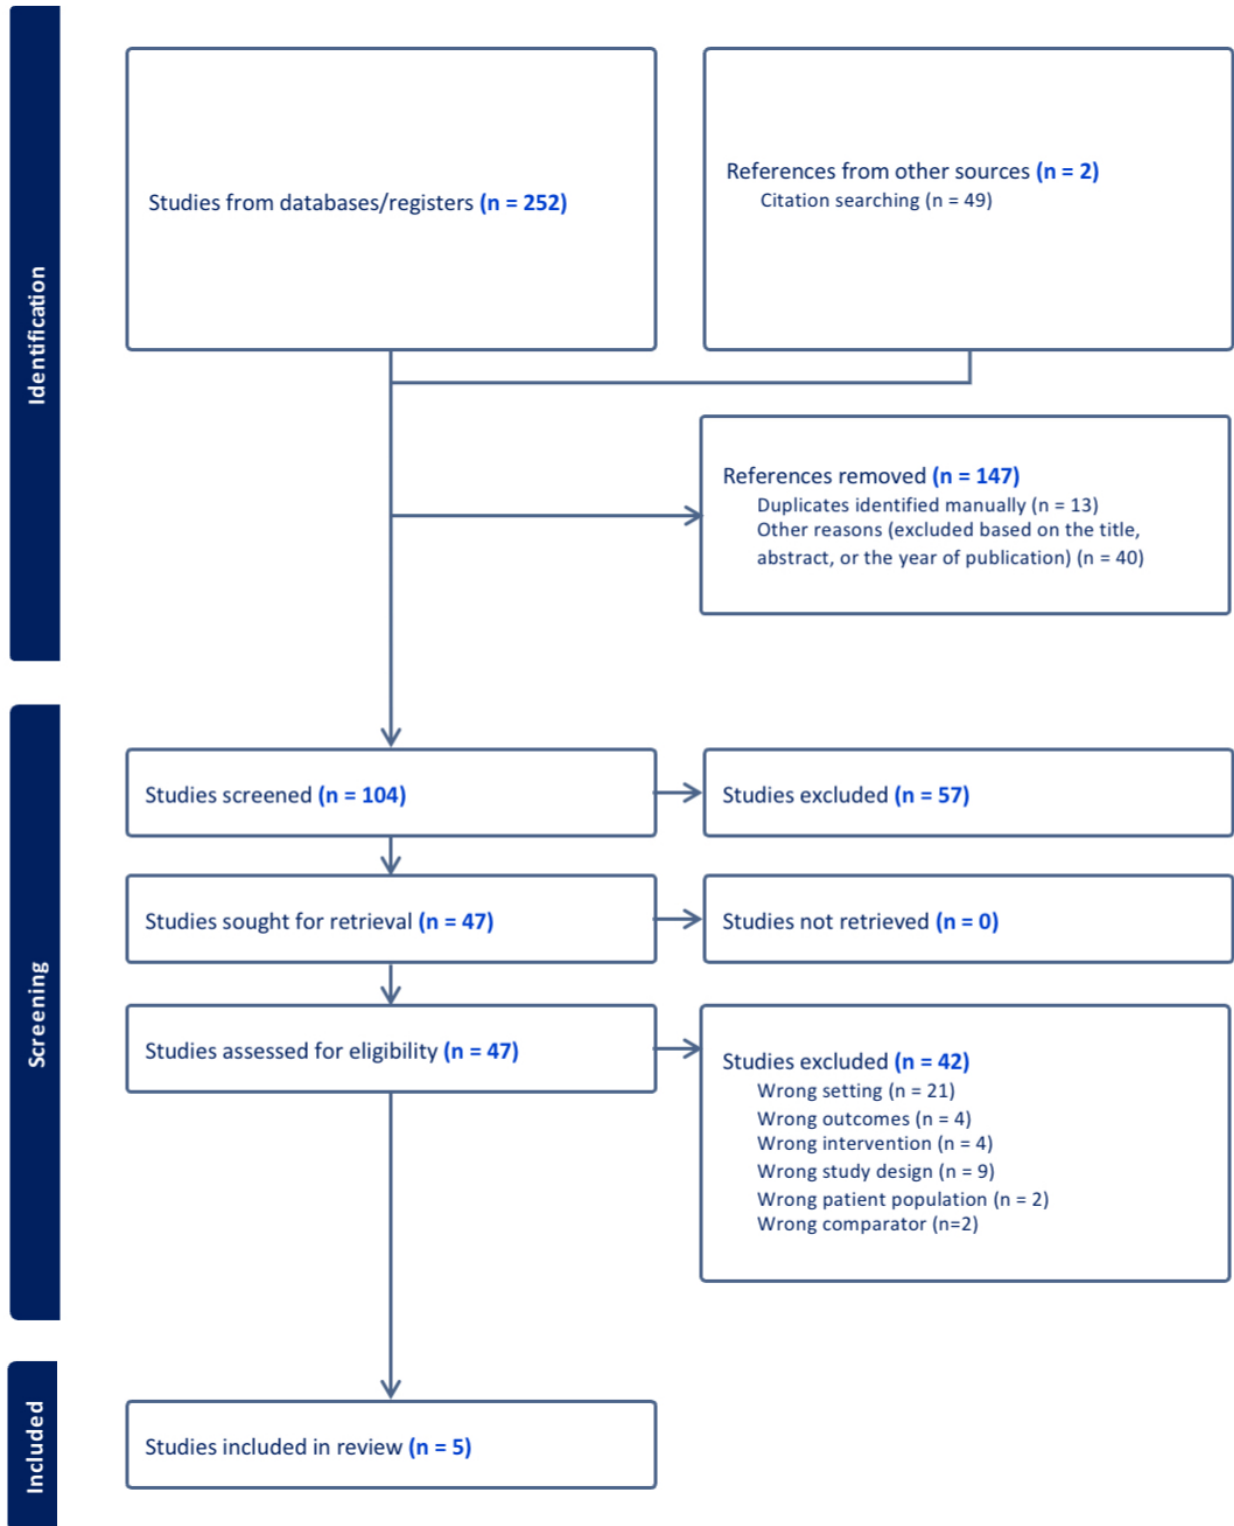 Identification
Studies from databases/registers (n = 252)
References from other sources (n = 2)
Citation searching (n = 49)
References removed (n = 147)
Duplicates identified manually (n = 13)
Other reasons (excluded based on the title,
abstract, or the year of publication) (n = 40)
Screening
Studies screened (n = 104)
Studies excluded (n = 57)
Studies sought for retrieval (n = 47)
Studies not retrieved (n = 0)
Studies assessed for eligibility (n = 47)
Studies excluded (n = 42)
Wrong setting (n = 21)
Wrong outcomes (n = 4)
Wrong intervention (n = 4)
Wrong study design (n = 9)
Wrong patient population (n = 2)
Wrong comparator (n=2)
Included
Studies included in review (n = 5)